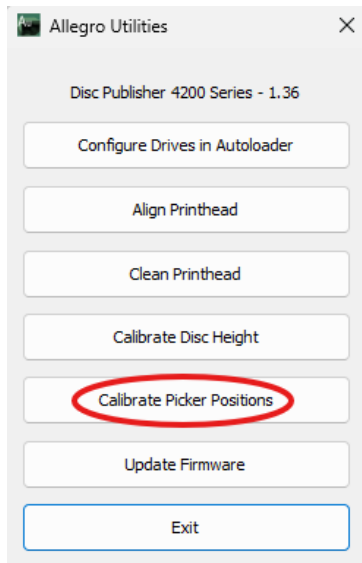 Allegro Utilities
Disc Publisher 4200 Series - 1.36
Configure Drives in Autoloader
Align Printhead
Clean Printhead
Calibrate Disc Height
Calibrate Picker Positions
Update Firmware
Exit